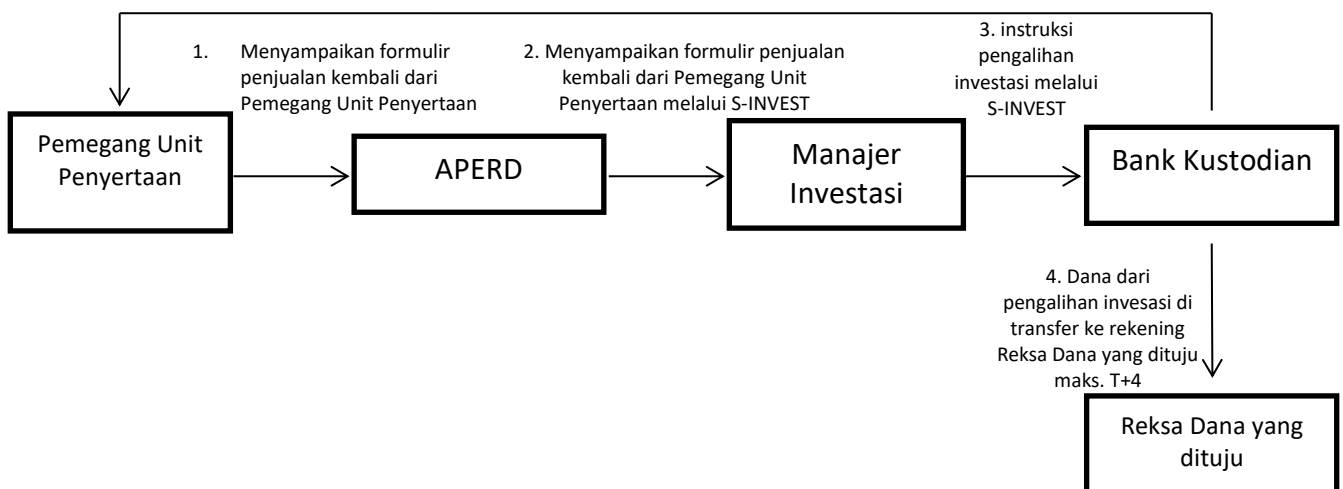 1. Menyampaikan formulir
penjualan kembali dari
Pemegang Unit Penyertaan
2. Menyampaikan formulir penjualan
kembali dari Pemegang Unit
Penyertaan melalui S-INVEST
3. instruksi
pengalihan
investasi melalui
S-INVEST
Pemegang Unit
Penyertaan
APERD
Manajer
Investasi
Bank Kustodian
4. Dana dari
pengalihan invesasi di
transfer ke rekening
Reksa Dana yang dituju
maks. T+4
Reksa Dana yang
dituju